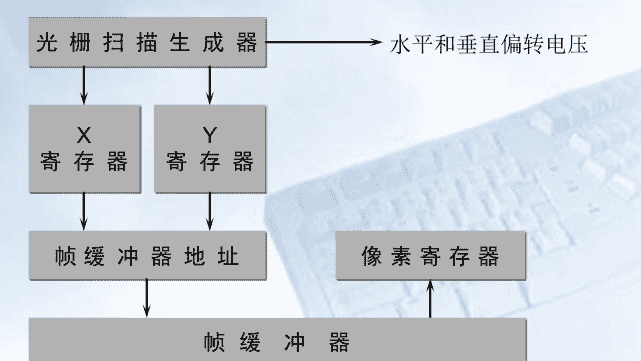 光栅扫描生成器
水平和垂直偏转电压
X
寄存器
Y
寄存器
帧缓冲器地址
像素寄存器
帧缓冲器